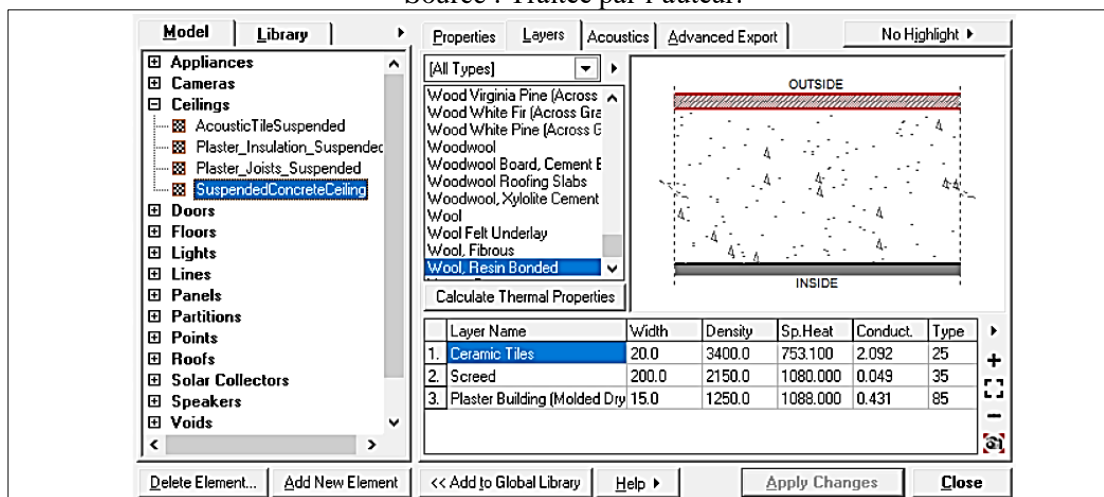 Source : Traitée par l'auteur.
Model Library
Properties Layers Acoustics Advanced Export No Highlight
Appliances
Cameras
Ceilings
AcousticTileSuspended
Plaster_Insulation_Suspended
Plaster_Joists_Suspended
SuspendedConcreteCeiling
Doors
Floors
Lights
Lines
Panels
Partitions
Points
Roofs
Solar Collectors
Speakers
Voids
[All Types]
Wood Virginia Pine (Across
Wood White Fir (Across Gra
Wood White Pine (Across G
Woodwool
Woodwool Board, Cement B
Woodwool Roofing Slabs
Woodwool, Xylolite Cement
Wool
Wool Felt Underlay
Wool, Fibrous
Wool, Resin Bonded
Calculate Thermal Properties
OUTSIDE
INSIDE
Layer Name Width Density Sp.Heat Conduct. Type
1. Ceramic Tiles 20.0 3400.0 753.100 2.092 25
2. Screed 200.0 2150.0 1080.000 0.049 35
3. Plaster Building (Molded Dry 15.0 1250.0 1088.000 0.431 85
Delete Element... Add New Element << Add to Global Library Help Apply Changes Close